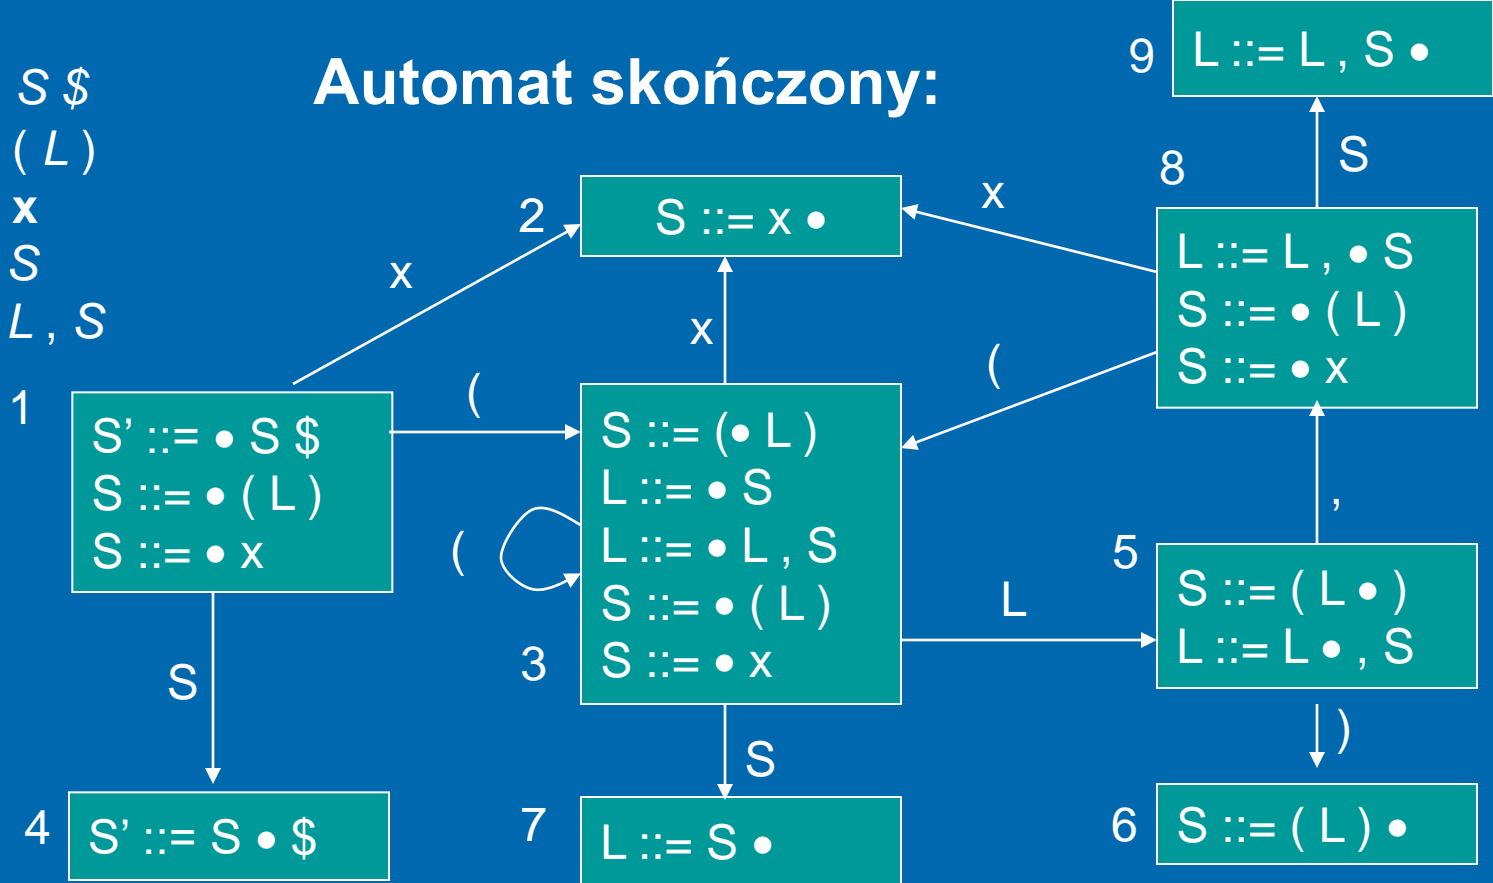 Automat skończony:
S $
( L )
x
S
L , S
9
L ::= L , S •
S
8
L ::= L , • S
S ::= • ( L )
S ::= • x
2
S ::= x •
x
x
x
(
(
1
S’ ::= • S $
S ::= • ( L )
S ::= • x
(
3
S ::= (• L )
L ::= • S
L ::= • L , S
S ::= • ( L )
S ::= • x
L
,
5
S ::= ( L • )
L ::= L • , S
S
S
)
4
S’ ::= S • $
7
L ::= S •
6
S ::= ( L ) •